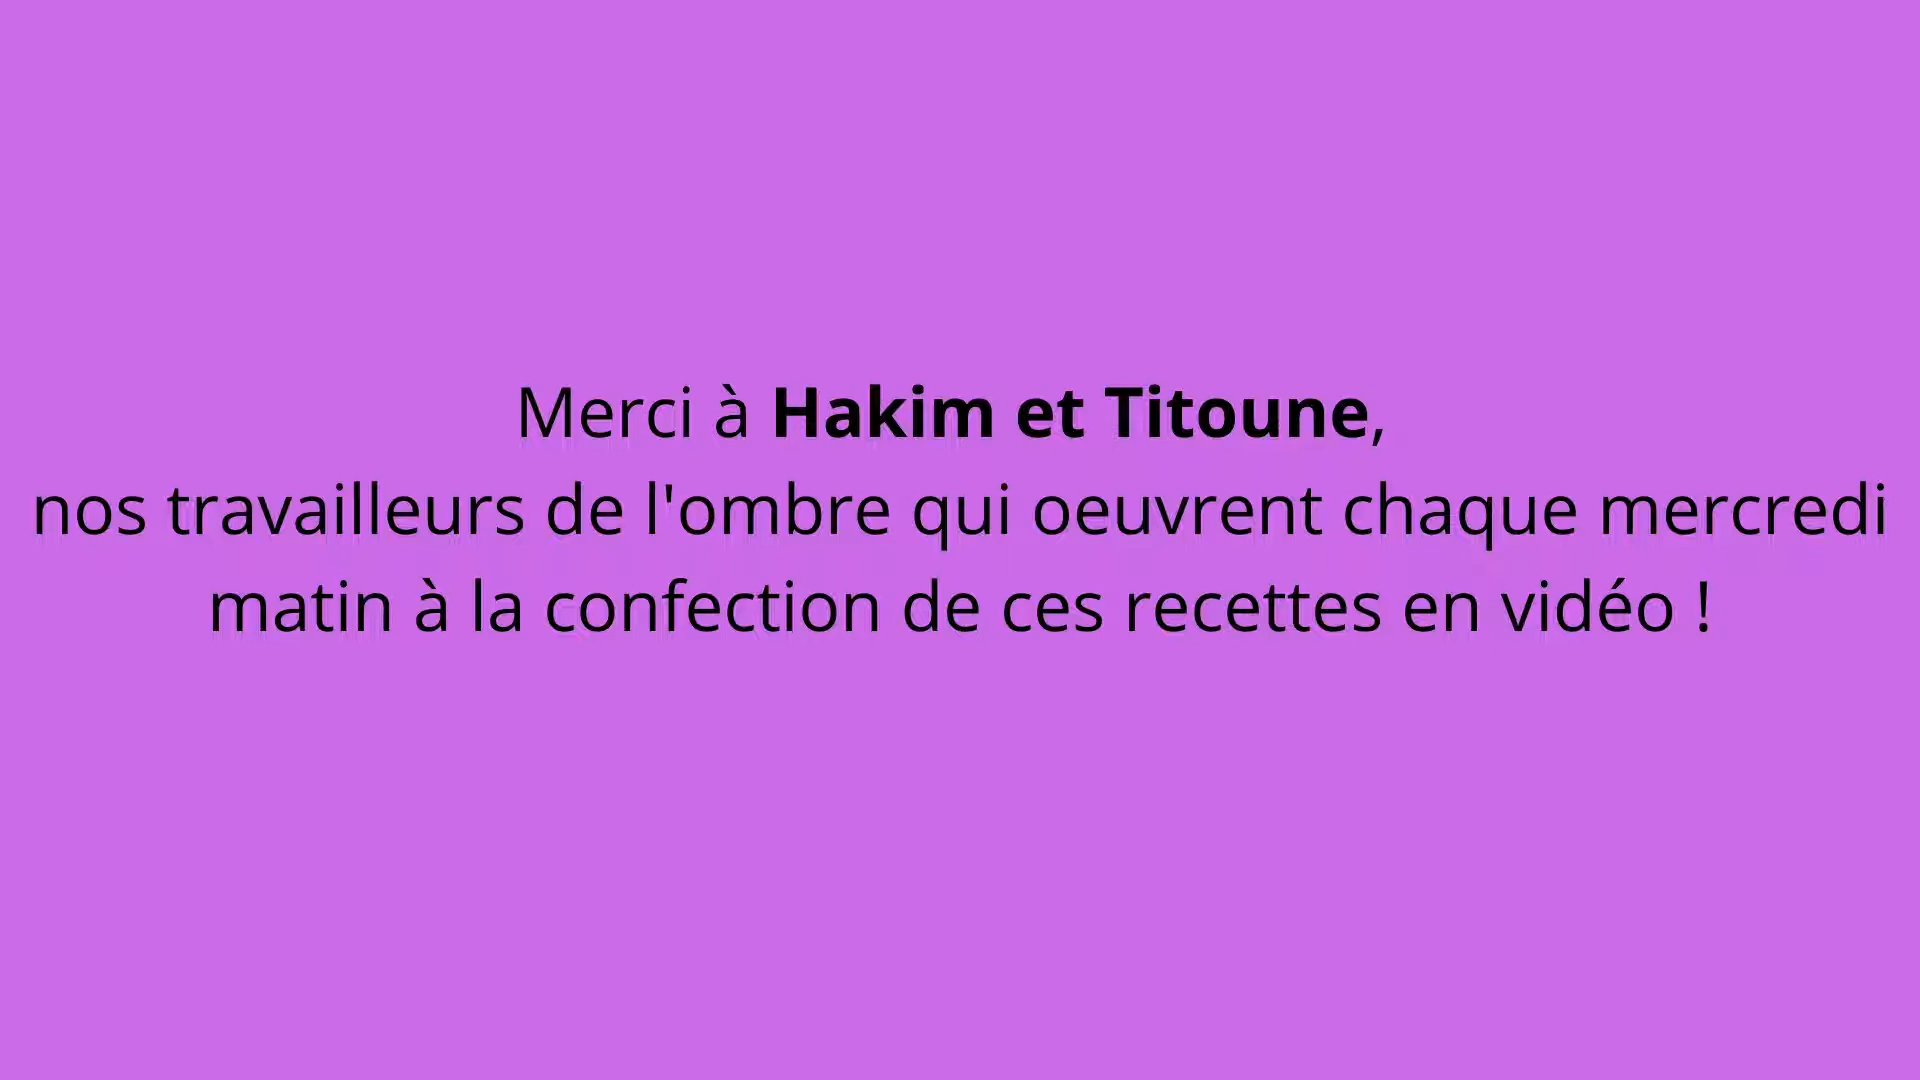 Merci à Hakim et Titoune,
nos travailleurs de l'ombre qui oeuvrent chaque mercredi
matin à la confection de ces recettes en vidéo !